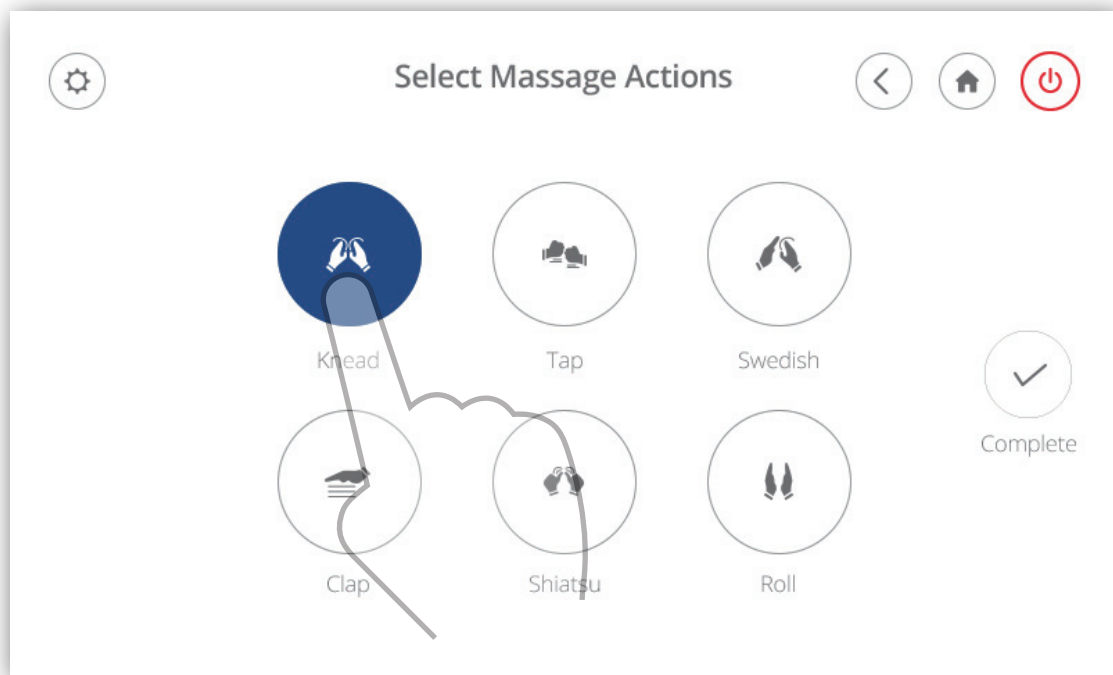 Select Massage Actions
Knead
Tap
Swedish
Complete
Clap
Shiatsu
Roll